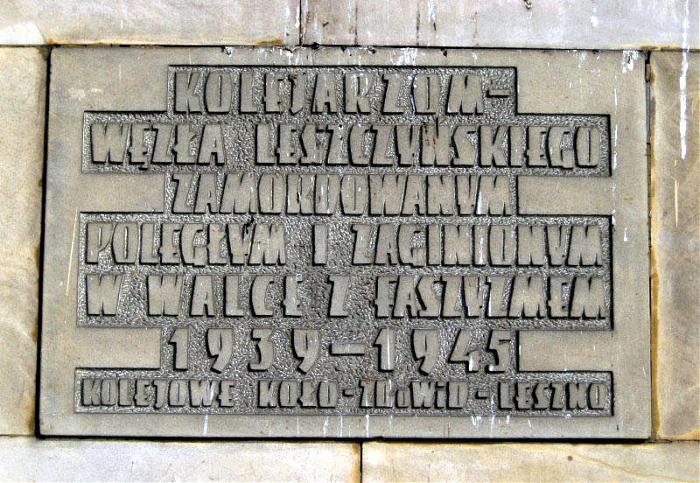 KOLEJARZOM-
WĘZŁA LESZCZYŃSKIEGO
ZAMORDOWANYM
POLEGŁYM I ZAGINIONYM
W WALCE Z FASZYZMEM
1939-1945
KOLEJOWE KOŁO-ZBoWiD-LESZNO